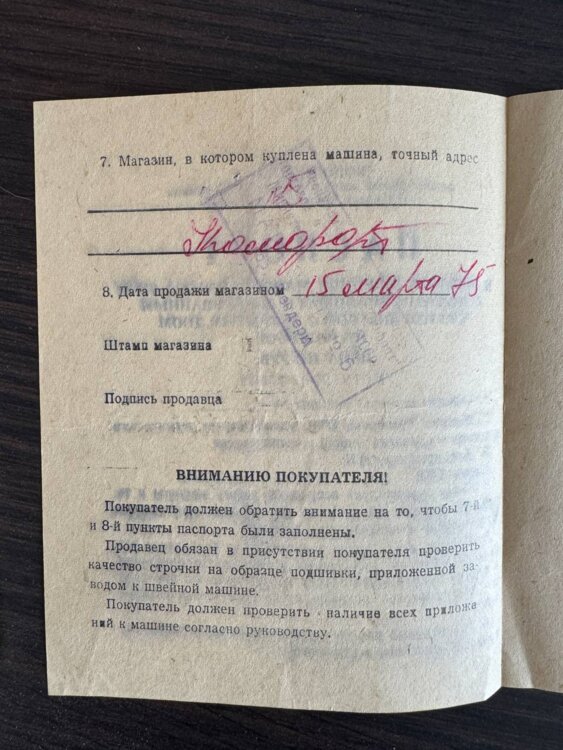 7. Магазин, в котором куплена машина, точный адрес
Комфорт
8. Дата продажи магазином 15 марта 75
Штамп магазина
Подпись продавца
ВНИМАНИЮ ПОКУПАТЕЛЯ!
Покупатель должен обратить внимание на то, чтобы 7-й
и 8-й пункты паспорта были заполнены.
Продавец обязан в присутствии покупателя проверить
качество строчки на образце подшивки, приложенной за-
водом к швейной машине.
Покупатель должен проверить наличие всех приложе
ний к машине согласно руководству.